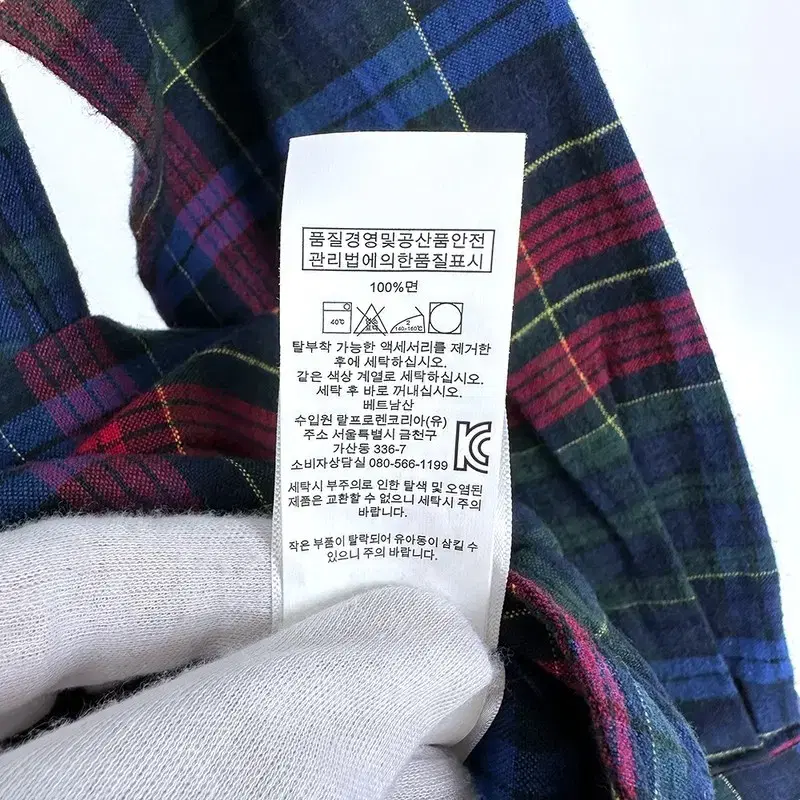 품질경영및공산품안전
관리법에의한품질표시
100%면
40℃
140-160℃
탈부착 가능한 액세서리를 제거한
후에 세탁하십시오.
같은 색상 계열로 세탁하십시오.
세탁 후 바로 꺼내십시오.
베트남산
수입원 랄프로렌코리아(유)
주소 서울특별시 금천구
가산동 336-7
소비자상담실 080-566-1199
세탁시 부주의로 인한 탈색 및 오염된
제품은 교환할 수 없으니 세탁시 주의
바랍니다.
작은 부품이 탈락되어 유아동이 삼킬 수
있으니 주의 바랍니다.